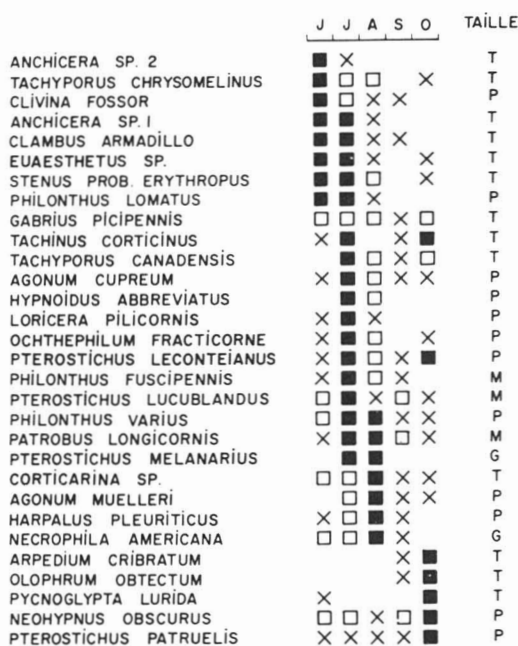 J J A S O TAILLE
ANCHICERA SP. 2 ■ × T
TACHYPORUS CHRYSOMELINUS ■ □ □ × T
CLIVINA FOSSOR ■ □ × × P
ANCHICERA SP. I ■ ■ × T
CLAMBUS ARMADILLO ■ ■ × × T
EUAESTHETUS SP. ■ ■ × × T
STENUS PROB. ERYTHROPUS ■ ■ □ × T
PHILONTHUS LOMATUS ■ ■ × P
GABRIUS PICIPENNIS □ □ □ × □ T
TACHINUS CORTICINUS × ■ × ■ T
TACHYPORUS CANADENSIS ■ □ × □ T
AGONUM CUPREUM × ■ □ × × P
HYPNOIDUS ABBREVIATUS ■ □ P
LORICERA PILICORNIS × ■ × P
OCHTHEPHILUM FRACTICORNE × ■ □ × P
PTEROSTICHUS LECONTEIANUS × ■ □ × ■ P
PHILONTHUS FUSCIPENNIS × ■ □ × M
PTEROSTICHUS LUCUBLANDUS □ ■ × □ × M
PHILONTHUS VARIUS □ ■ ■ × × P
PATROBUS LONGICORNIS × ■ ■ □ × M
PTEROSTICHUS MELANARIUS ■ ■ G
CORTICARINA SP. □ □ ■ × × T
AGONUM MUELLERI □ ■ × × P
HARPALUS PLEURITICUS × □ ■ × P
NECROPHILA AMERICANA □ □ ■ × G
ARPEDIUM CRIBRATUM × ■ T
OLOPHRUM OBTECTUM × ■ T
PYCNOGLYPTA LURIDA × ■ T
NEOHYPNUS OBSCURUS □ □ × □ ■ P
PTEROSTICHUS PATRUELIS × × × × ■ P